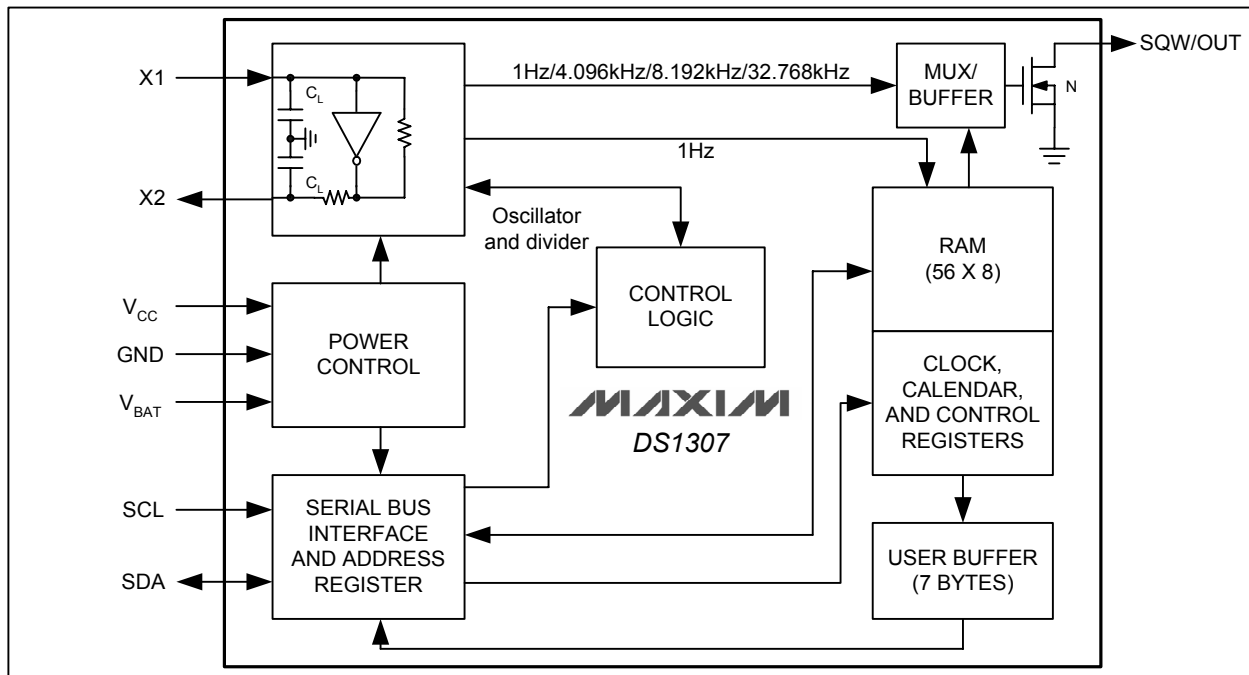 X1
X2
V_CC
GND
V_BAT
SCL
SDA
C_L
C_L
1Hz/4.096kHz/8.192kHz/32.768kHz
1Hz
Oscillator
and divider
MUX/
BUFFER
N
SQW/OUT
POWER
CONTROL
CONTROL
LOGIC
RAM
(56 X 8)
CLOCK,
CALENDAR,
AND CONTROL
REGISTERS
MAXIM
DS1307
SERIAL BUS
INTERFACE
AND ADDRESS
REGISTER
USER BUFFER
(7 BYTES)